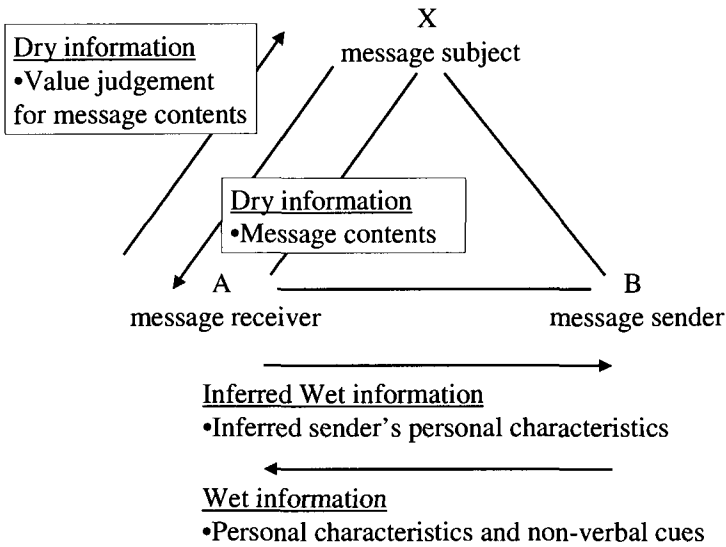 X
message subject
Dry information
•Value judgement
for message contents
Dry information
•Message contents
A
message receiver
B
message sender
Inferred Wet information
•Inferred sender's personal characteristics
Wet information
•Personal characteristics and non-verbal cues